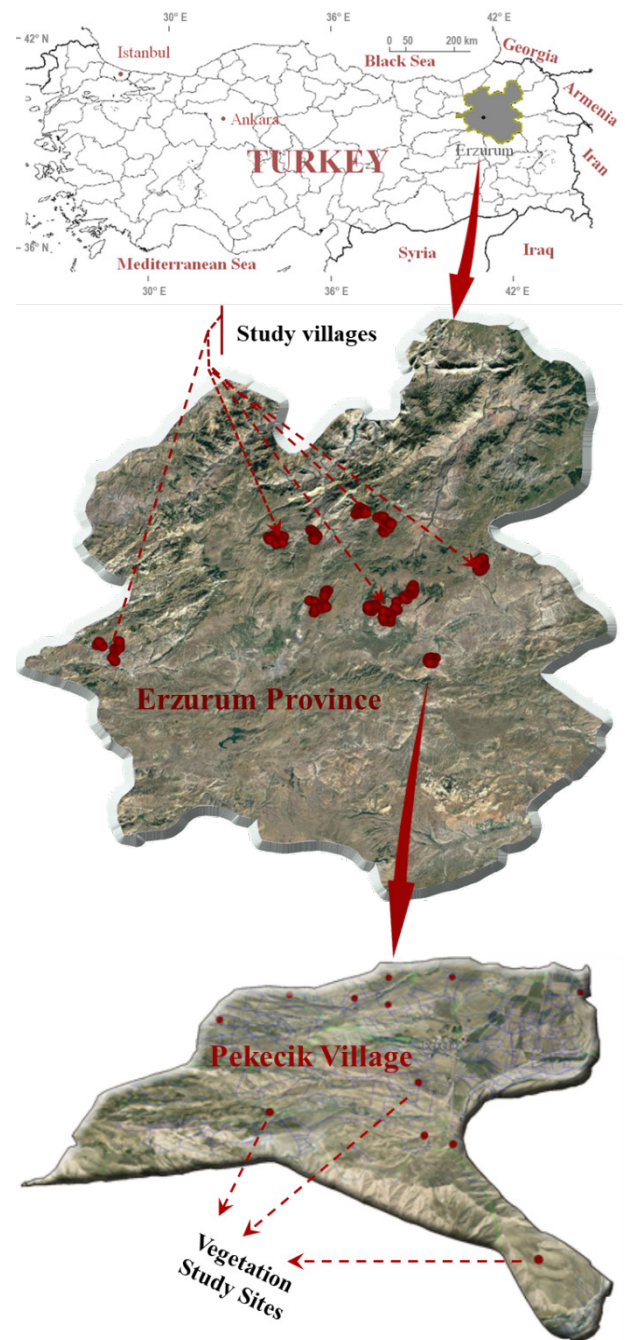 30° E
36° E
42° E
42° N
Istanbul
Black Sea
0 50 200 km
Georgia
Armenia
Ankara
TURKEY
Erzurum
Iran
36° N
Mediterranean Sea
Syria
Iraq
30° E
36° E
42° E
Study villages
Erzurum Province
Pekecik Village
Vegetation
Study Sites